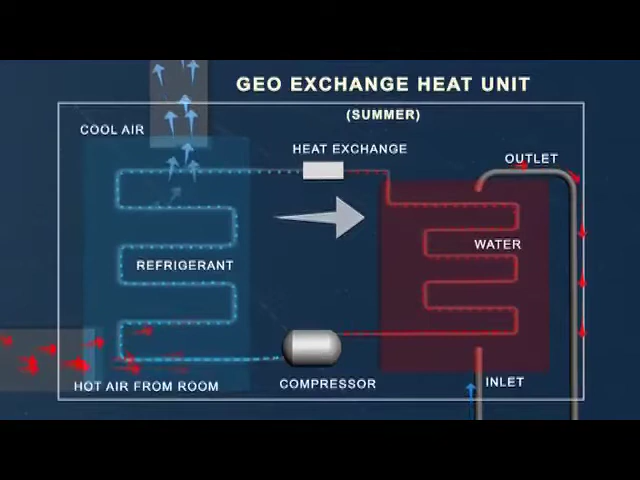 GEO EXCHANGE HEAT UNIT
(SUMMER)
COOL AIR
HEAT EXCHANGE
OUTLET
WATER
REFRIGERANT
HOT AIR FROM ROOM
COMPRESSOR
INLET